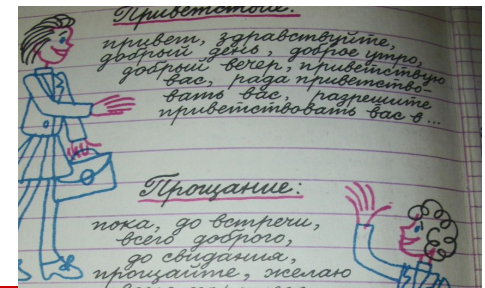 Приветствие:
привет, здравствуйте,
добрый день, доброе утро,
добрый вечер, приветствую
вас, рада приветство-
вать вас, разрешите
приветствовать вас в...
Прощание:
пока, до встречи,
всего доброго,
до свидания,
прощайте, желаю